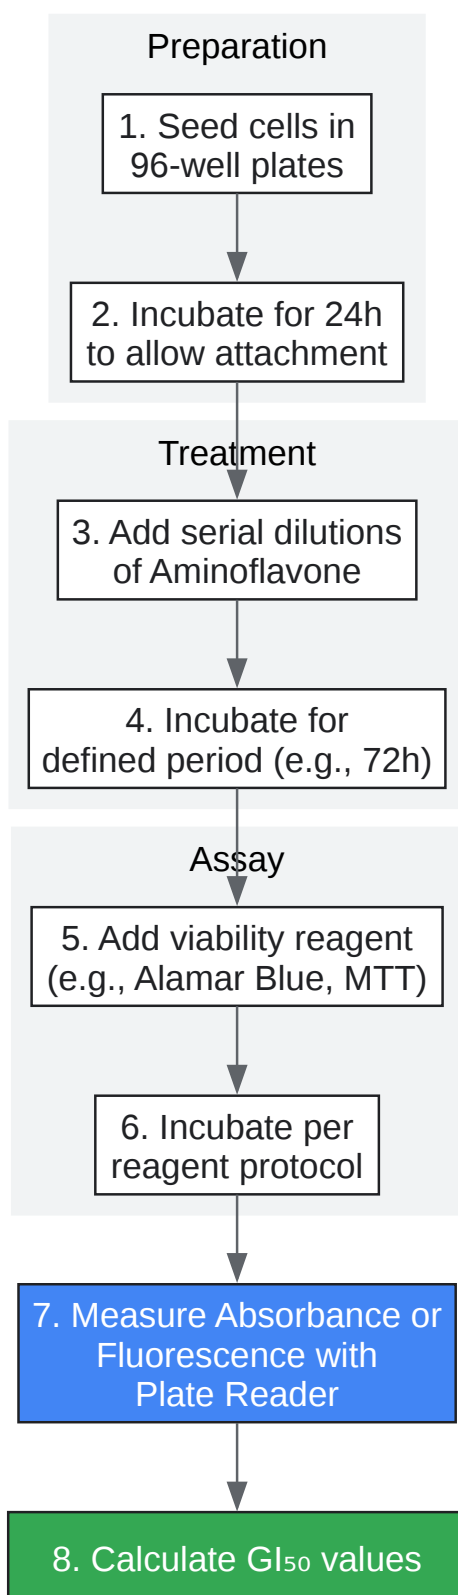 Preparation
1. Seed cells in
96-well plates
2. Incubate for 24h
to allow attachment
Treatment
3. Add serial dilutions
of Aminoflavone
4. Incubate for
defined period (e.g., 72h)
Assay
5. Add viability reagent
(e.g., Alamar Blue, MTT)
6. Incubate per
reagent protocol
7. Measure Absorbance or
Fluorescence with
Plate Reader
8. Calculate GI₅₀ values